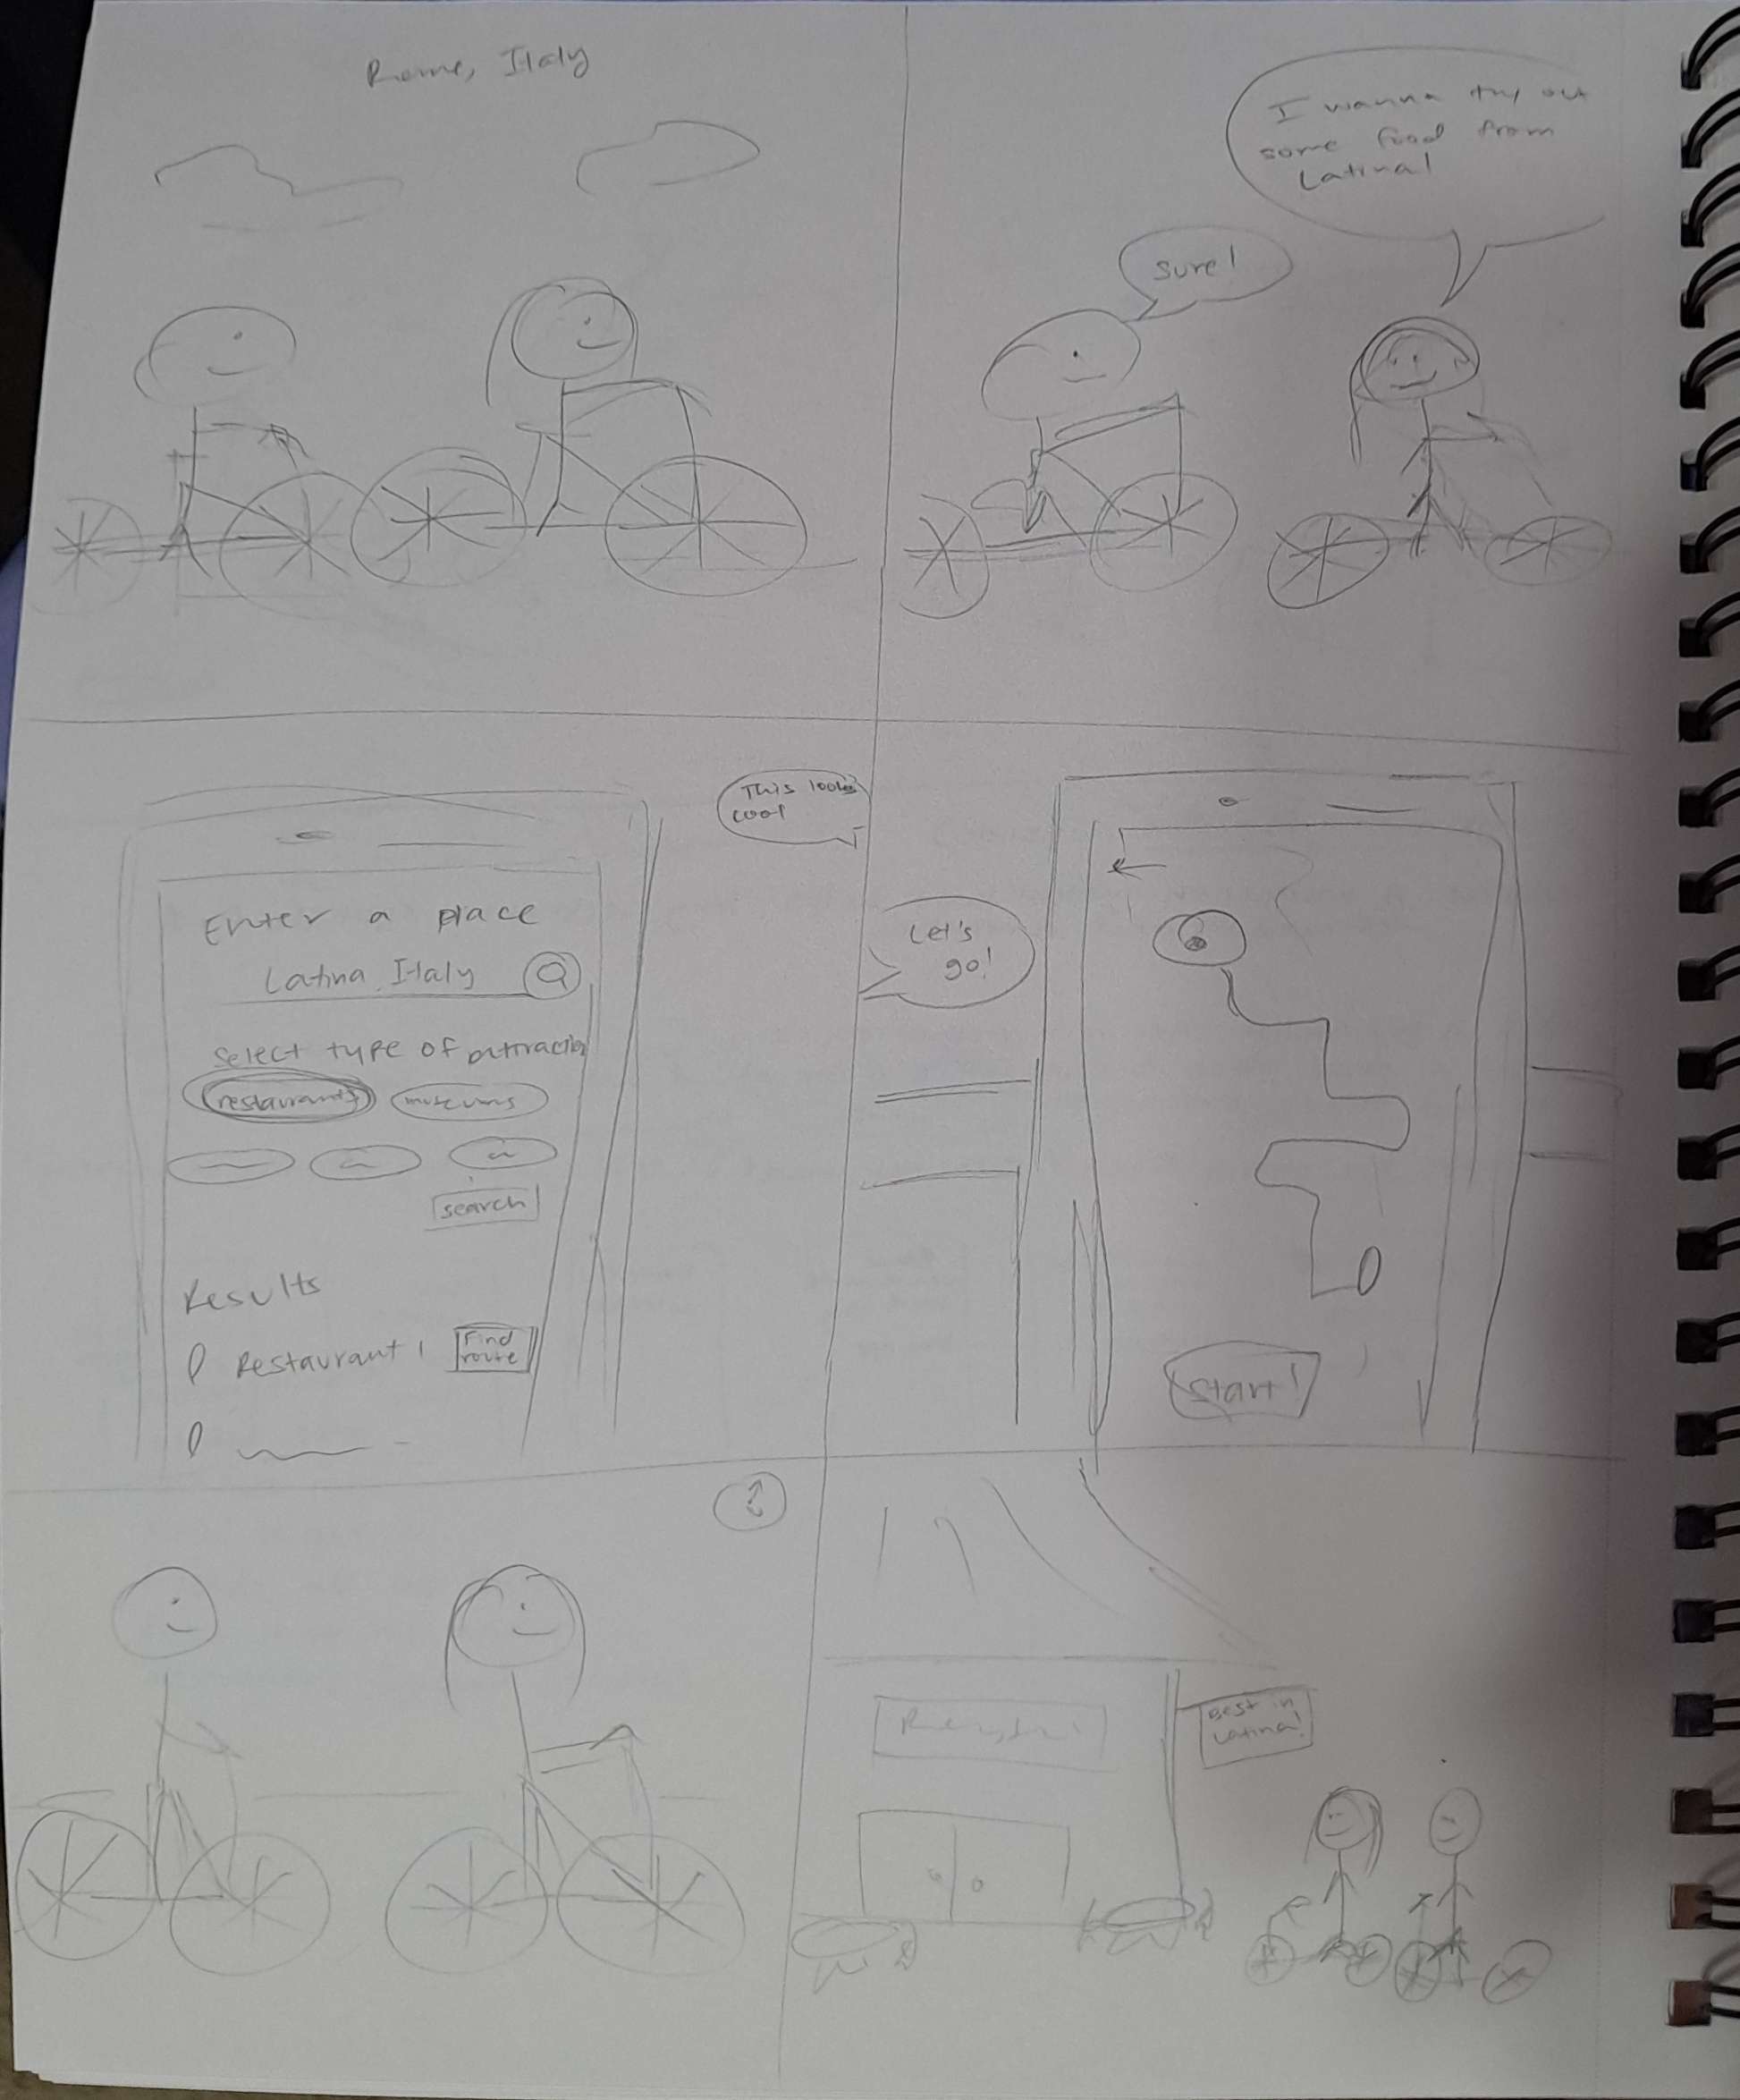 Rome, Italy
I wanna try out
some food from
Latina!
Sure!
This looks
cool
Enter a place
Latina, Italy
Select type of attraction
restaurants
museums
search
Results
Restaurant 1
Find
route
Let's
go!
Start!
Best in
Latina!